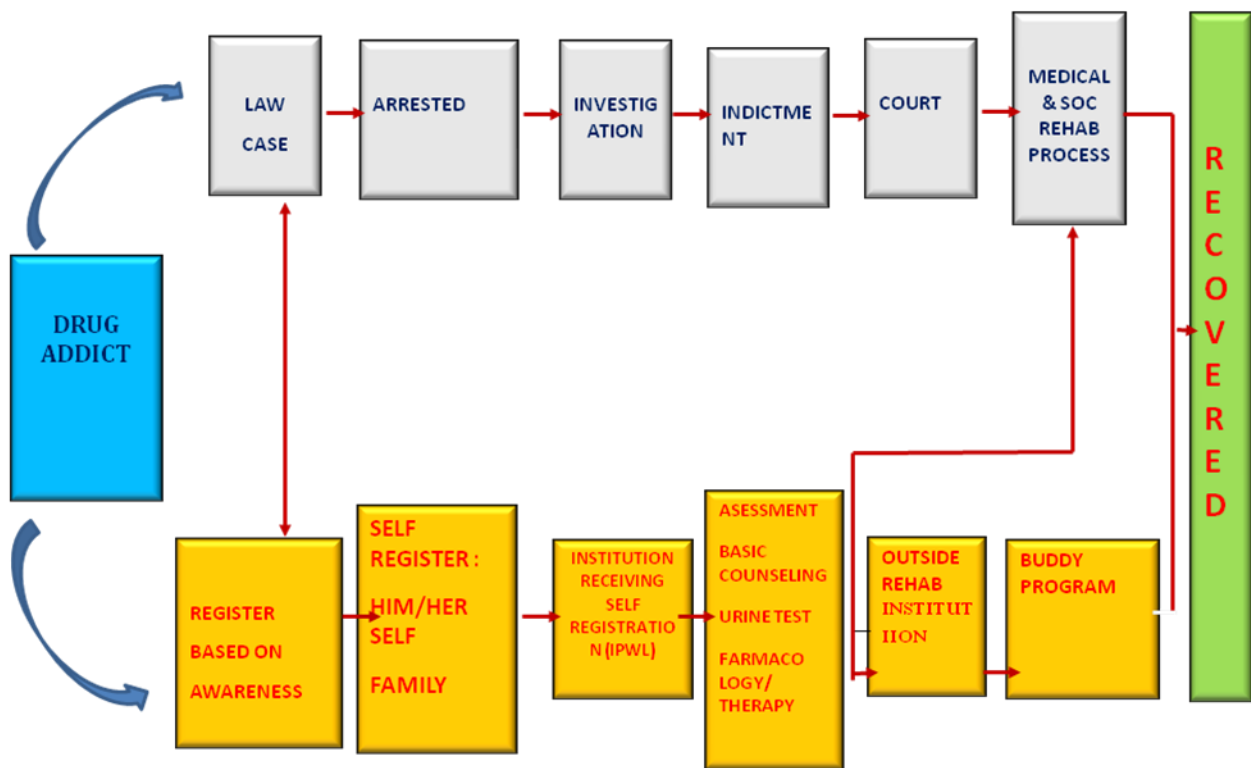 LAW
CASE
ARRESTED
INVESTIG
ATION
INDICTME
NT
COURT
MEDICAL
& SOC
REHAB
PROCESS
R
E
C
O
V
E
R
E
D
DRUG
ADDICT
REGISTER
BASED ON
AWARENESS
SELF
REGISTER :
HIM/HER
SELF
FAMILY
INSTITUTION
RECEIVING
SELF
REGISTRATIO
N (IPWL)
ASESSMENT
BASIC
COUNSELING
URINE TEST
FARMACO
LOGY/
THERAPY
OUTSIDE
REHAB
INSTITUT
IION
BUDDY
PROGRAM